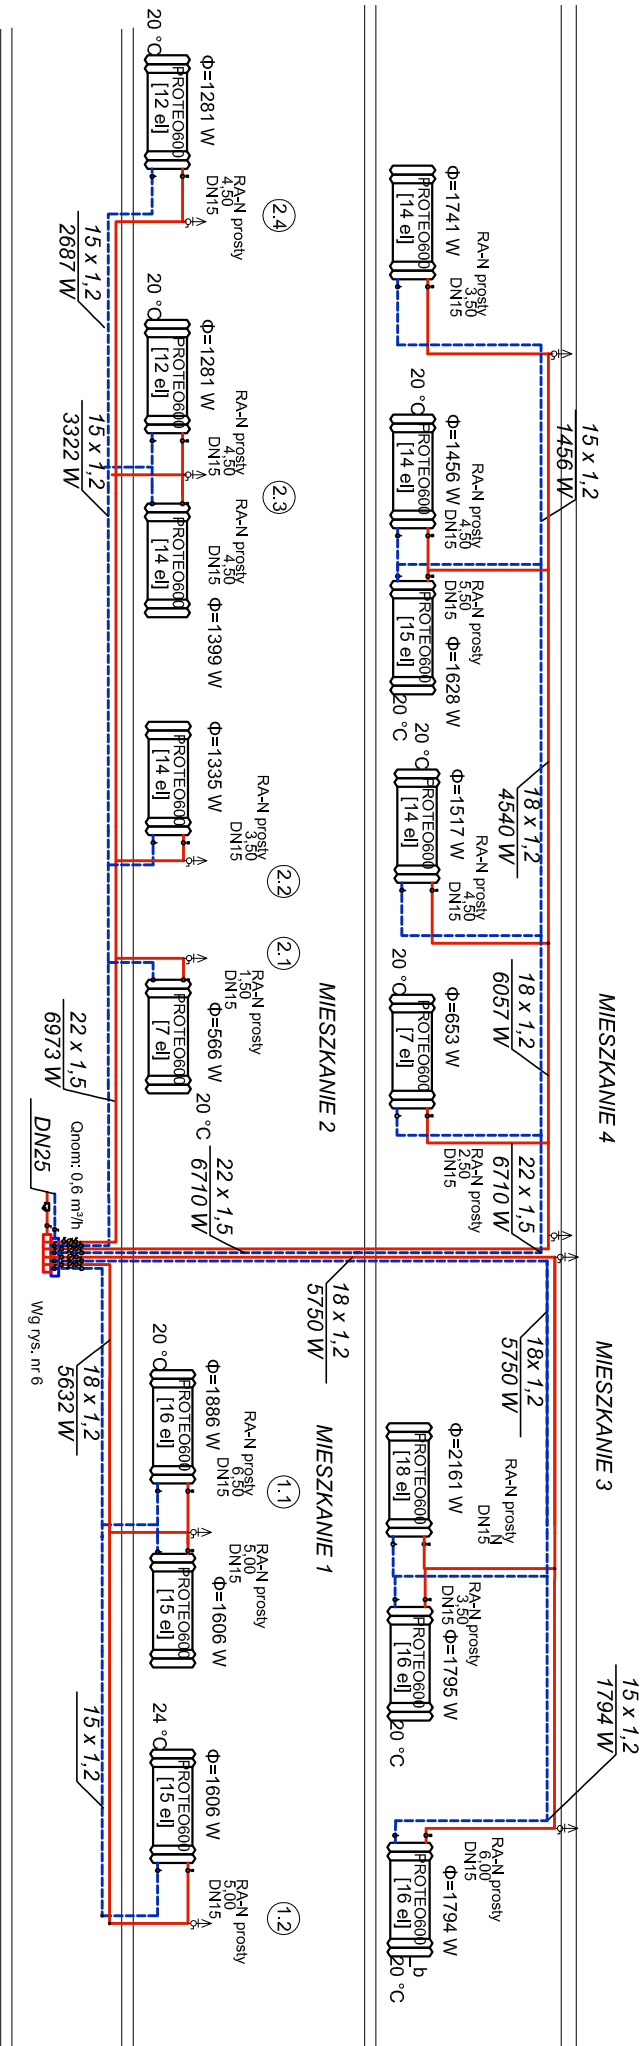 MIESZKANIE 4
MIESZKANIE 3
15 x 1,2
1456 W
18 x 1,2
4540 W
18 x 1,2
6057 W
22 x 1,5
6710 W
18x 1,2
5750 W
15 x 1,2
1794 W
Φ=1741 W
PROTEO600
[14 el]
RA-N prosty
3,50
DN15
20 °C
Φ=1456 W
PROTEO600
[14 el]
RA-N prosty
4,50
DN15
RA-N prosty
5,50
DN15
Φ=1628 W
PROTEO600
[15 el]
20 °C
20 °C
Φ=1517 W
PROTEO600
[14 el]
RA-N prosty
4,50
DN15
20 °C
Φ=653 W
PROTEO600
[7 el]
RA-N prosty
2,50
DN15
Φ=2161 W
PROTEO600
[18 el]
RA-N prosty
N
DN15
RA-N prosty
3,50
DN15
Φ=1795 W
PROTEO600
[16 el]
20 °C
RA-N prosty
6,00
DN15
Φ=1794 W
PROTEO600
[16 el]
b
20 °C
MIESZKANIE 2
MIESZKANIE 1
22 x 1,5
6710 W
18 x 1,2
5750 W
2.4
2.3
2.2
2.1
1.1
1.2
20 °C
Φ=1281 W
PROTEO600
[12 el]
RA-N prosty
4,50
DN15
20 °C
Φ=1281 W
PROTEO600
[12 el]
RA-N prosty
4,50
DN15
RA-N prosty
4,50
DN15
Φ=1399 W
PROTEO600
[14 el]
Φ=1335 W
PROTEO600
[14 el]
RA-N prosty
3,50
DN15
RA-N prosty
1,50
DN15
Φ=566 W
PROTEO600
[7 el]
20 °C
20 °C
Φ=1886 W
PROTEO600
[16 el]
RA-N prosty
6,50
DN15
RA-N prosty
5,00
DN15
Φ=1606 W
PROTEO600
[15 el]
24 °C
Φ=1606 W
PROTEO600
[15 el]
RA-N prosty
5,00
DN15
15 x 1,2
2687 W
15 x 1,2
3322 W
22 x 1,5
6973 W
Qnom: 0,6 m³/h
DN25
Wg rys. nr 6
18 x 1,2
5632 W
15 x 1,2